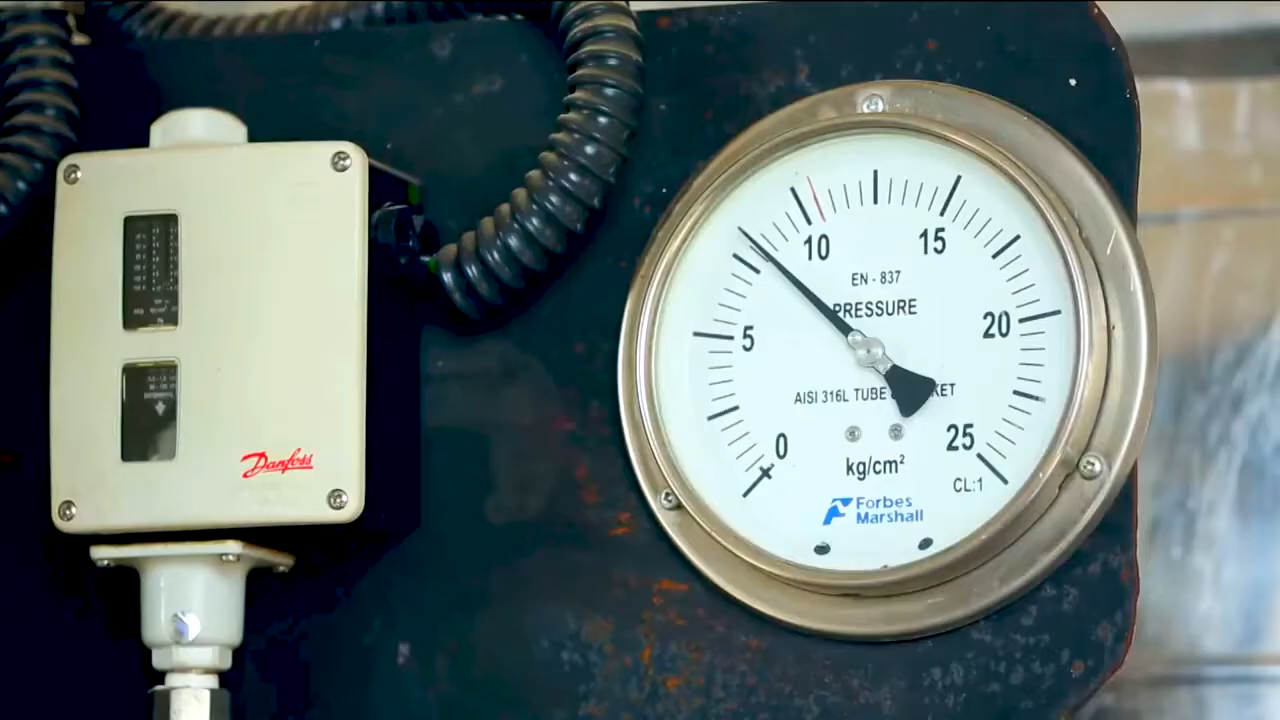 Danfoss
0
5
10
15
20
25
EN - 837
PRESSURE
AISI 316L TUBE
kg/cm²
CL:1
Forbes
Marshall